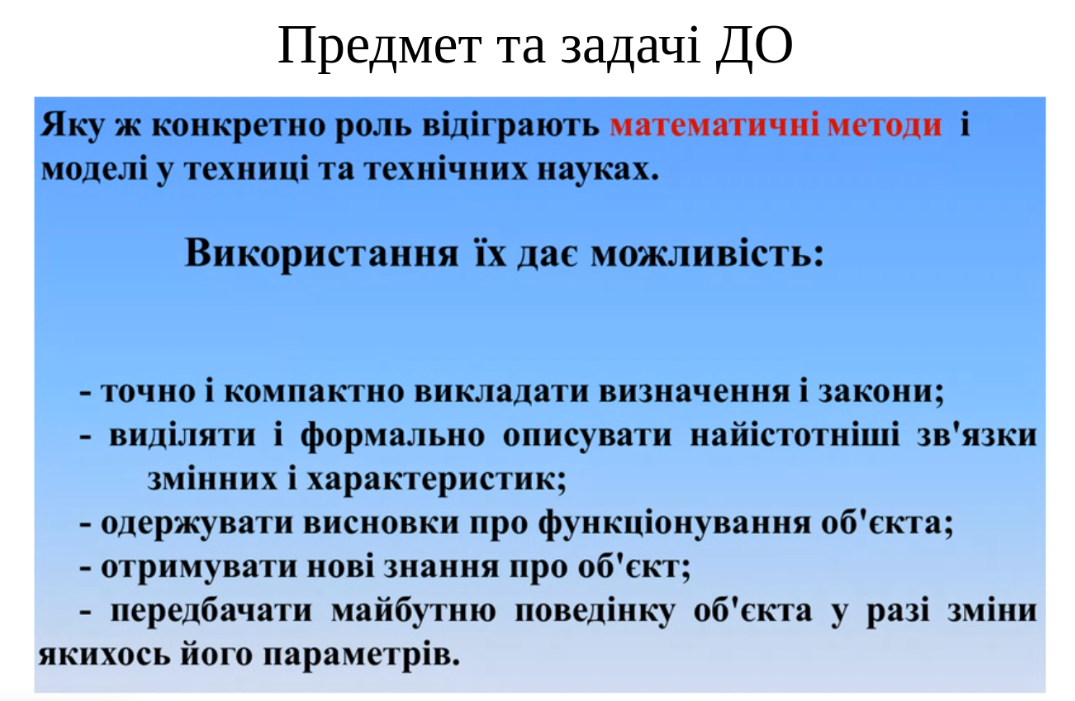 Предмет та задачі ДО
Яку ж конкретно роль відіграють математичні методи і
моделі у техниці та технічних науках.
Використання їх дає можливість:
- точно і компактно викладати визначення і закони;
- виділяти і формально описувати найістотніші зв'язки
змінних і характеристик;
- одержувати висновки про функціонування об'єкта;
- отримувати нові знання про об'єкт;
- передбачати майбутню поведінку об'єкта у разі зміни
якихось його параметрів.